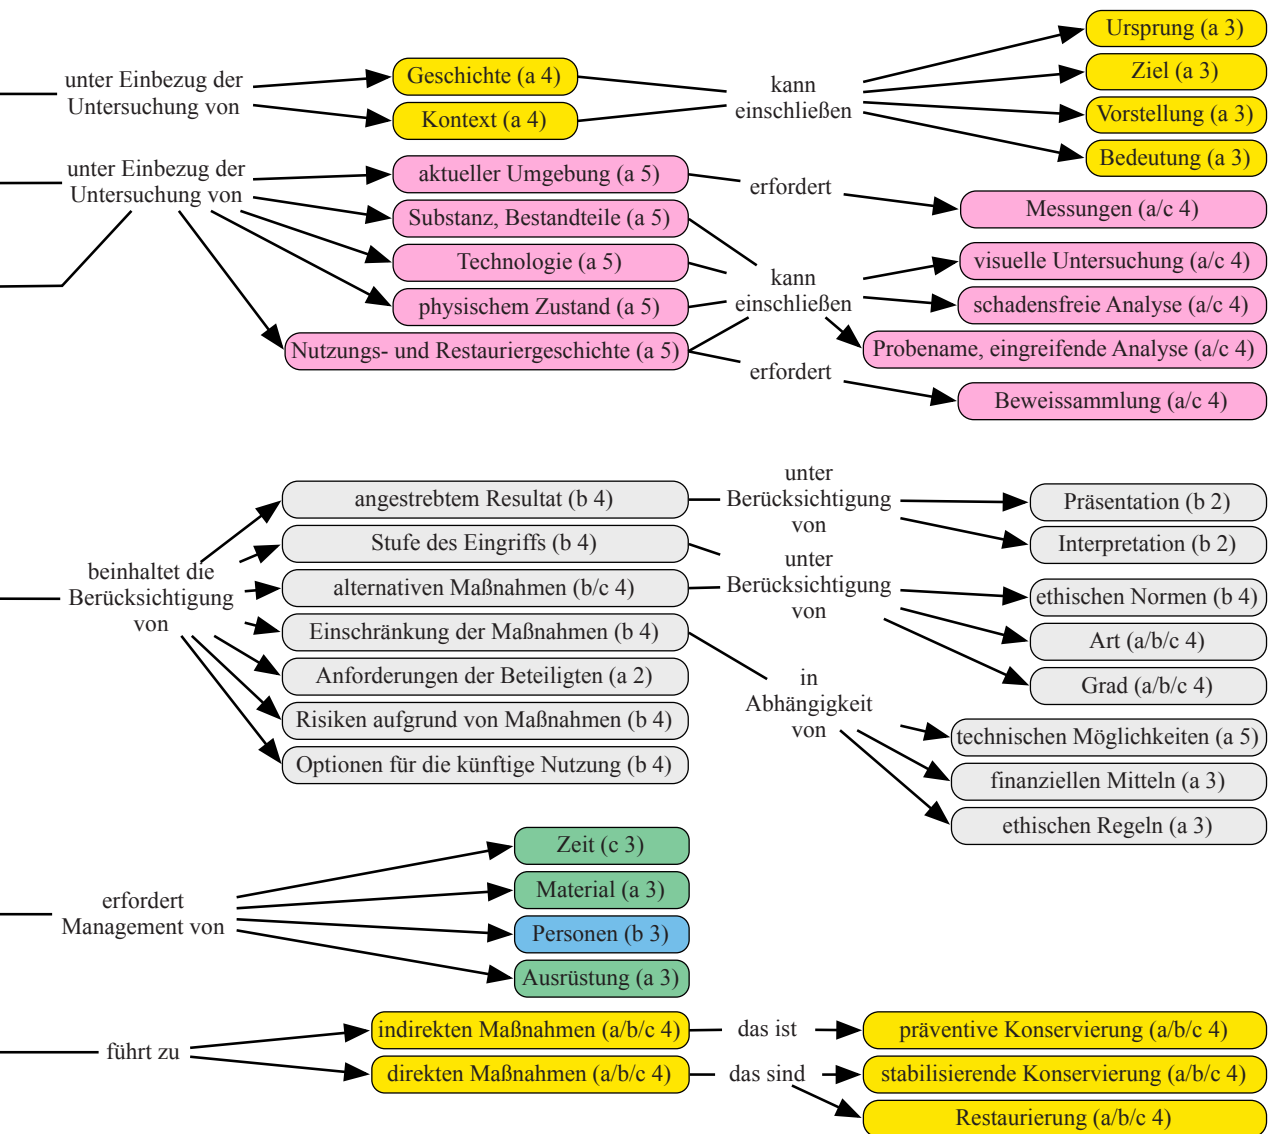 unter Einbezug der
Untersuchung von
Geschichte (a 4)
Kontext (a 4)
kann
einschließen
Ursprung (a 3)
Ziel (a 3)
Vorstellung (a 3)
Bedeutung (a 3)
unter Einbezug der
Untersuchung von
aktueller Umgebung (a 5)
Substanz, Bestandteile (a 5)
Technologie (a 5)
physischem Zustand (a 5)
Nutzungs- und Restauriergeschichte (a 5)
erfordert
kann
einschließen
erfordert
Messungen (a/c 4)
visuelle Untersuchung (a/c 4)
schadensfreie Analyse (a/c 4)
Probename, eingreifende Analyse (a/c 4)
Beweissammlung (a/c 4)
beinhaltet die
Berücksichtigung
von
angestrebtem Resultat (b 4)
Stufe des Eingriffs (b 4)
alternativen Maßnahmen (b/c 4)
Einschränkung der Maßnahmen (b 4)
Anforderungen der Beteiligten (a 2)
Risiken aufgrund von Maßnahmen (b 4)
Optionen für die künftige Nutzung (b 4)
unter
Berücksichtigung
von
unter
Berücksichtigung
von
in
Abhängigkeit
von
Präsentation (b 2)
Interpretation (b 2)
ethischen Normen (b 4)
Art (a/b/c 4)
Grad (a/b/c 4)
technischen Möglichkeiten (a 5)
finanziellen Mitteln (a 3)
ethischen Regeln (a 3)
erfordert
Management von
Zeit (c 3)
Material (a 3)
Personen (b 3)
Ausrüstung (a 3)
führt zu
indirekten Maßnahmen (a/b/c 4)
direkten Maßnahmen (a/b/c 4)
das ist
das sind
präventive Konservierung (a/b/c 4)
stabilisierende Konservierung (a/b/c 4)
Restaurierung (a/b/c 4)